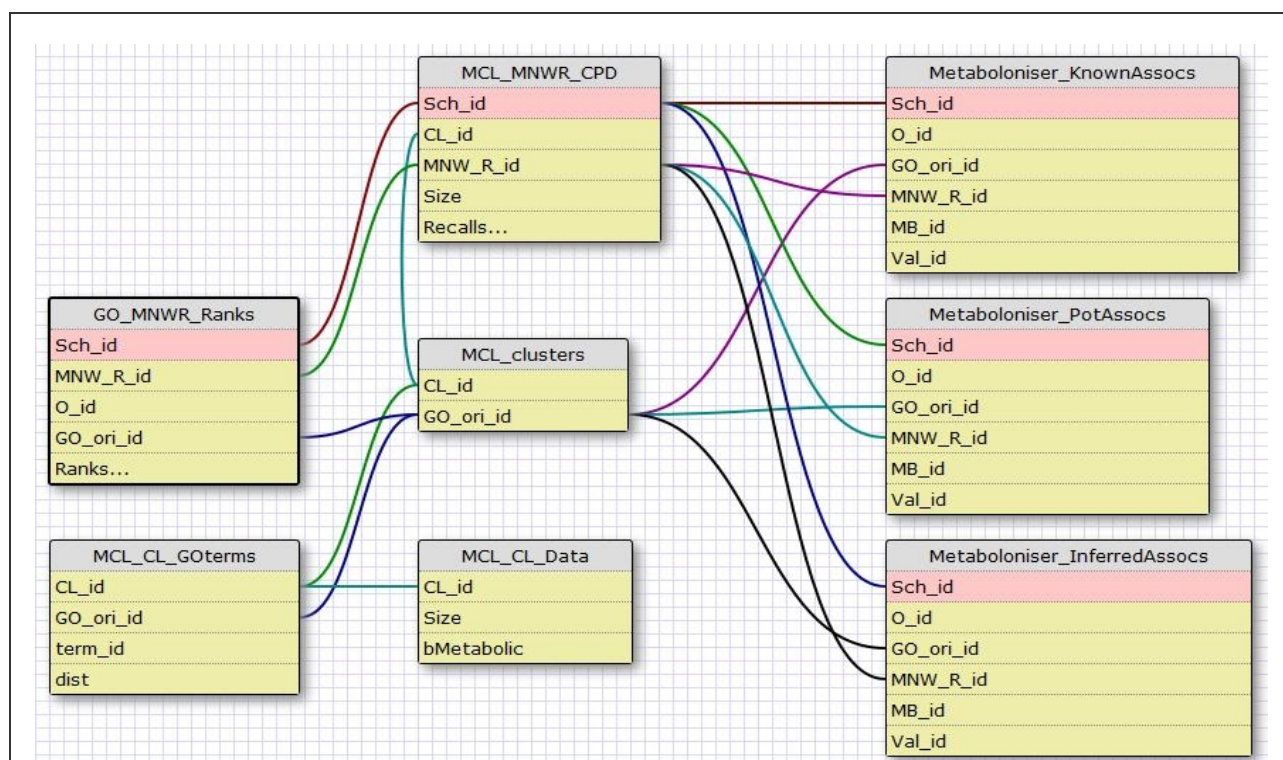 MCL_MNWR_CPD
Sch_id
CL_id
MNW_R_id
Size
Recalls...
Metaboloniser_KnownAssocs
Sch_id
O_id
GO_ori_id
MNW_R_id
MB_id
Val_id
GO_MNWR_Ranks
Sch_id
MNW_R_id
O_id
GO_ori_id
Ranks...
MCL_clusters
CL_id
GO_ori_id
Metaboloniser_PotAssocs
Sch_id
O_id
GO_ori_id
MNW_R_id
MB_id
Val_id
MCL_CL_GOterms
CL_id
GO_ori_id
term_id
dist
MCL_CL_Data
CL_id
Size
bMetabolic
Metaboloniser_InferredAssocs
Sch_id
O_id
GO_ori_id
MNW_R_id
MB_id
Val_id